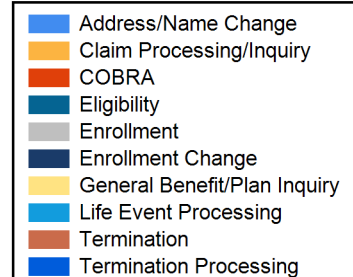 Address/Name Change
Claim Processing/Inquiry
COBRA
Eligibility
Enrollment
Enrollment Change
General Benefit/Plan Inquiry
Life Event Processing
Termination
Termination Processing